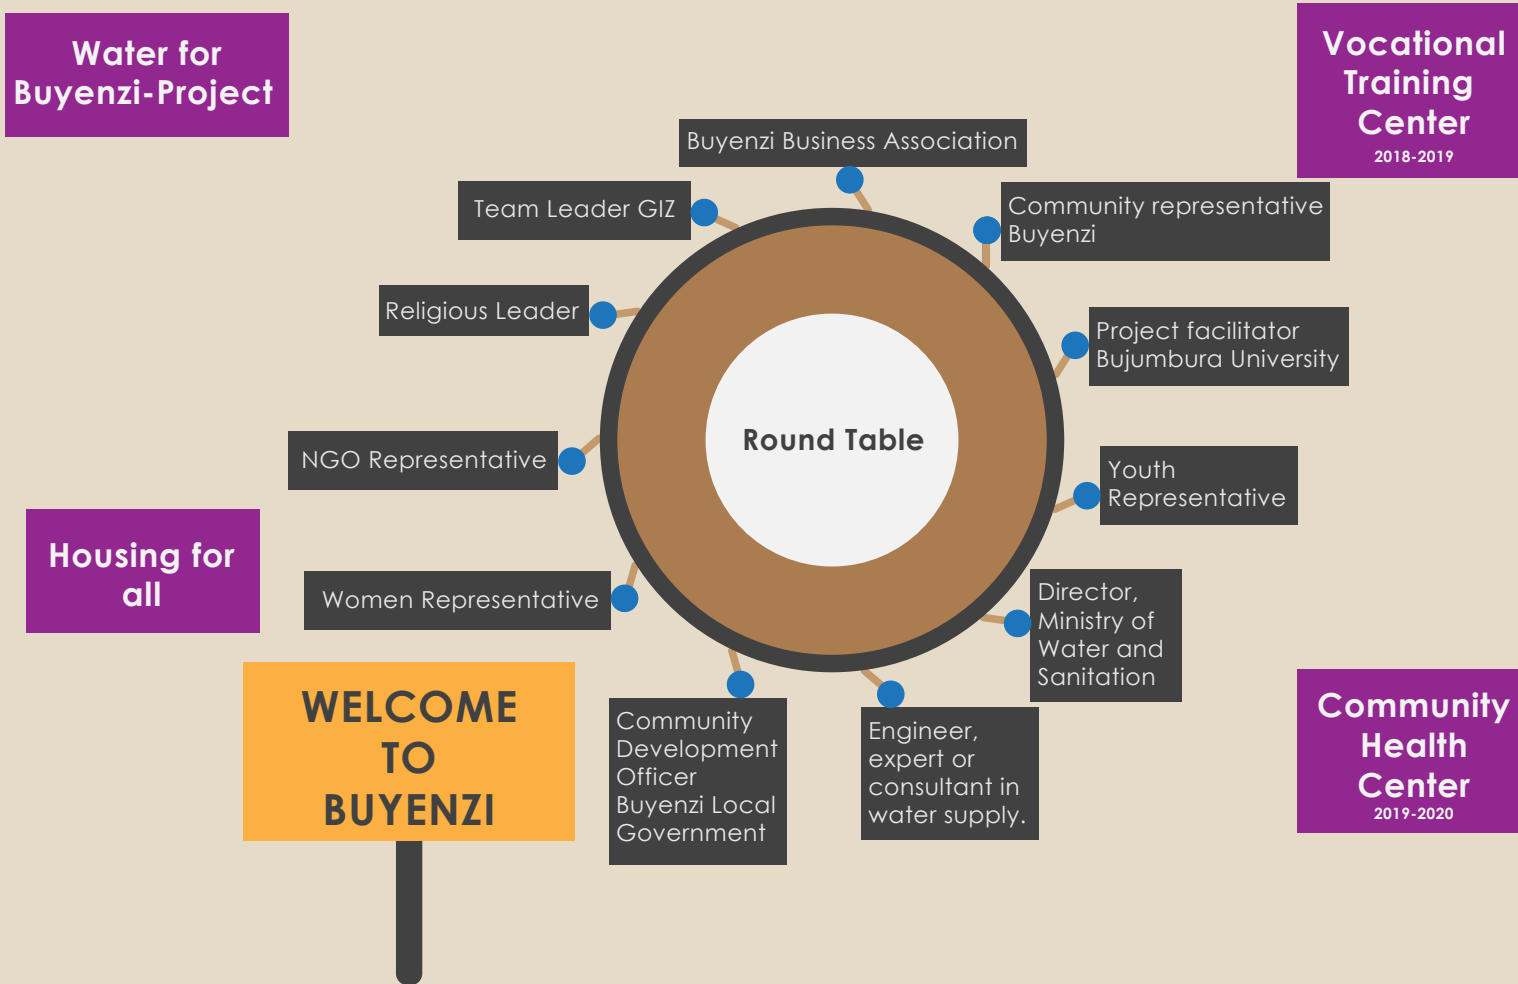 Water for
Buyenzi-Project
Vocational
Training
Center
2018-2019
Buyenzi Business Association
Team Leader GIZ
Community representative
Buyenzi
Religious Leader
Project facilitator
Bujumbura University
Round Table
NGO Representative
Youth
Representative
Housing for
all
Women Representative
Director,
Ministry of
Water and
Sanitation
WELCOME
TO
BUYENZI
Community
Development
Officer
Buyenzi Local
Government
Engineer,
expert or
consultant in
water supply.
Community
Health
Center
2019-2020